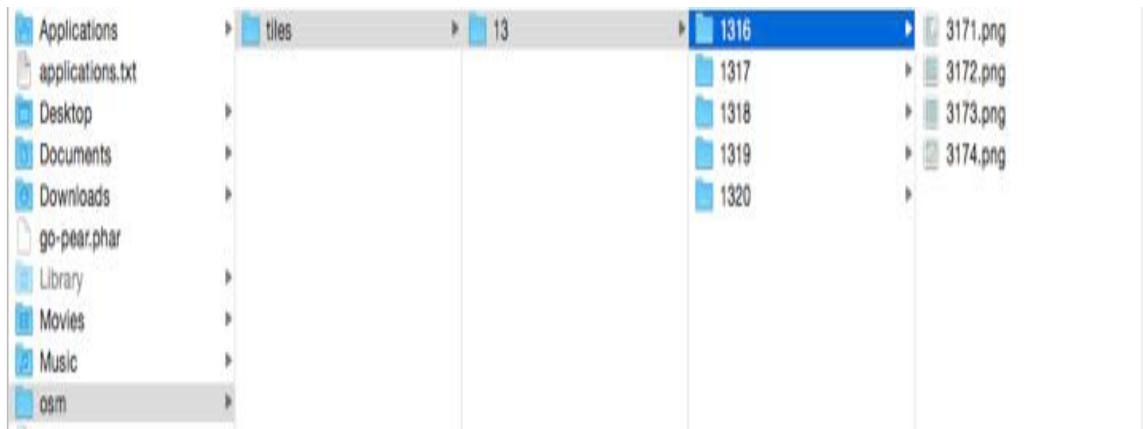 Applications
applications.txt
Desktop
Documents
Downloads
go-pear.phar
Library
Movies
Music
osm
tiles
13
1316
1317
1318
1319
1320
3171.png
3172.png
3173.png
3174.png